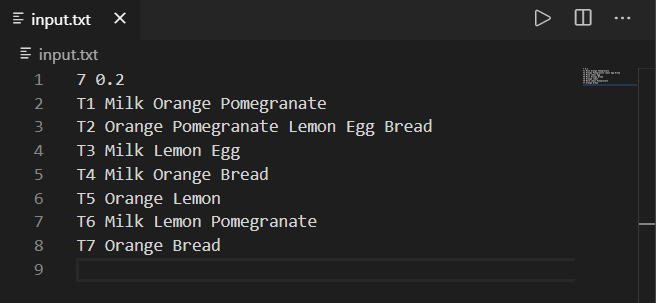 input.txt
input.txt
1 7 0.2
2 T1 Milk Orange Pomegranate
3 T2 Orange Pomegranate Lemon Egg Bread
4 T3 Milk Lemon Egg
5 T4 Milk Orange Bread
6 T5 Orange Lemon
7 T6 Milk Lemon Pomegranate
8 T7 Orange Bread
9